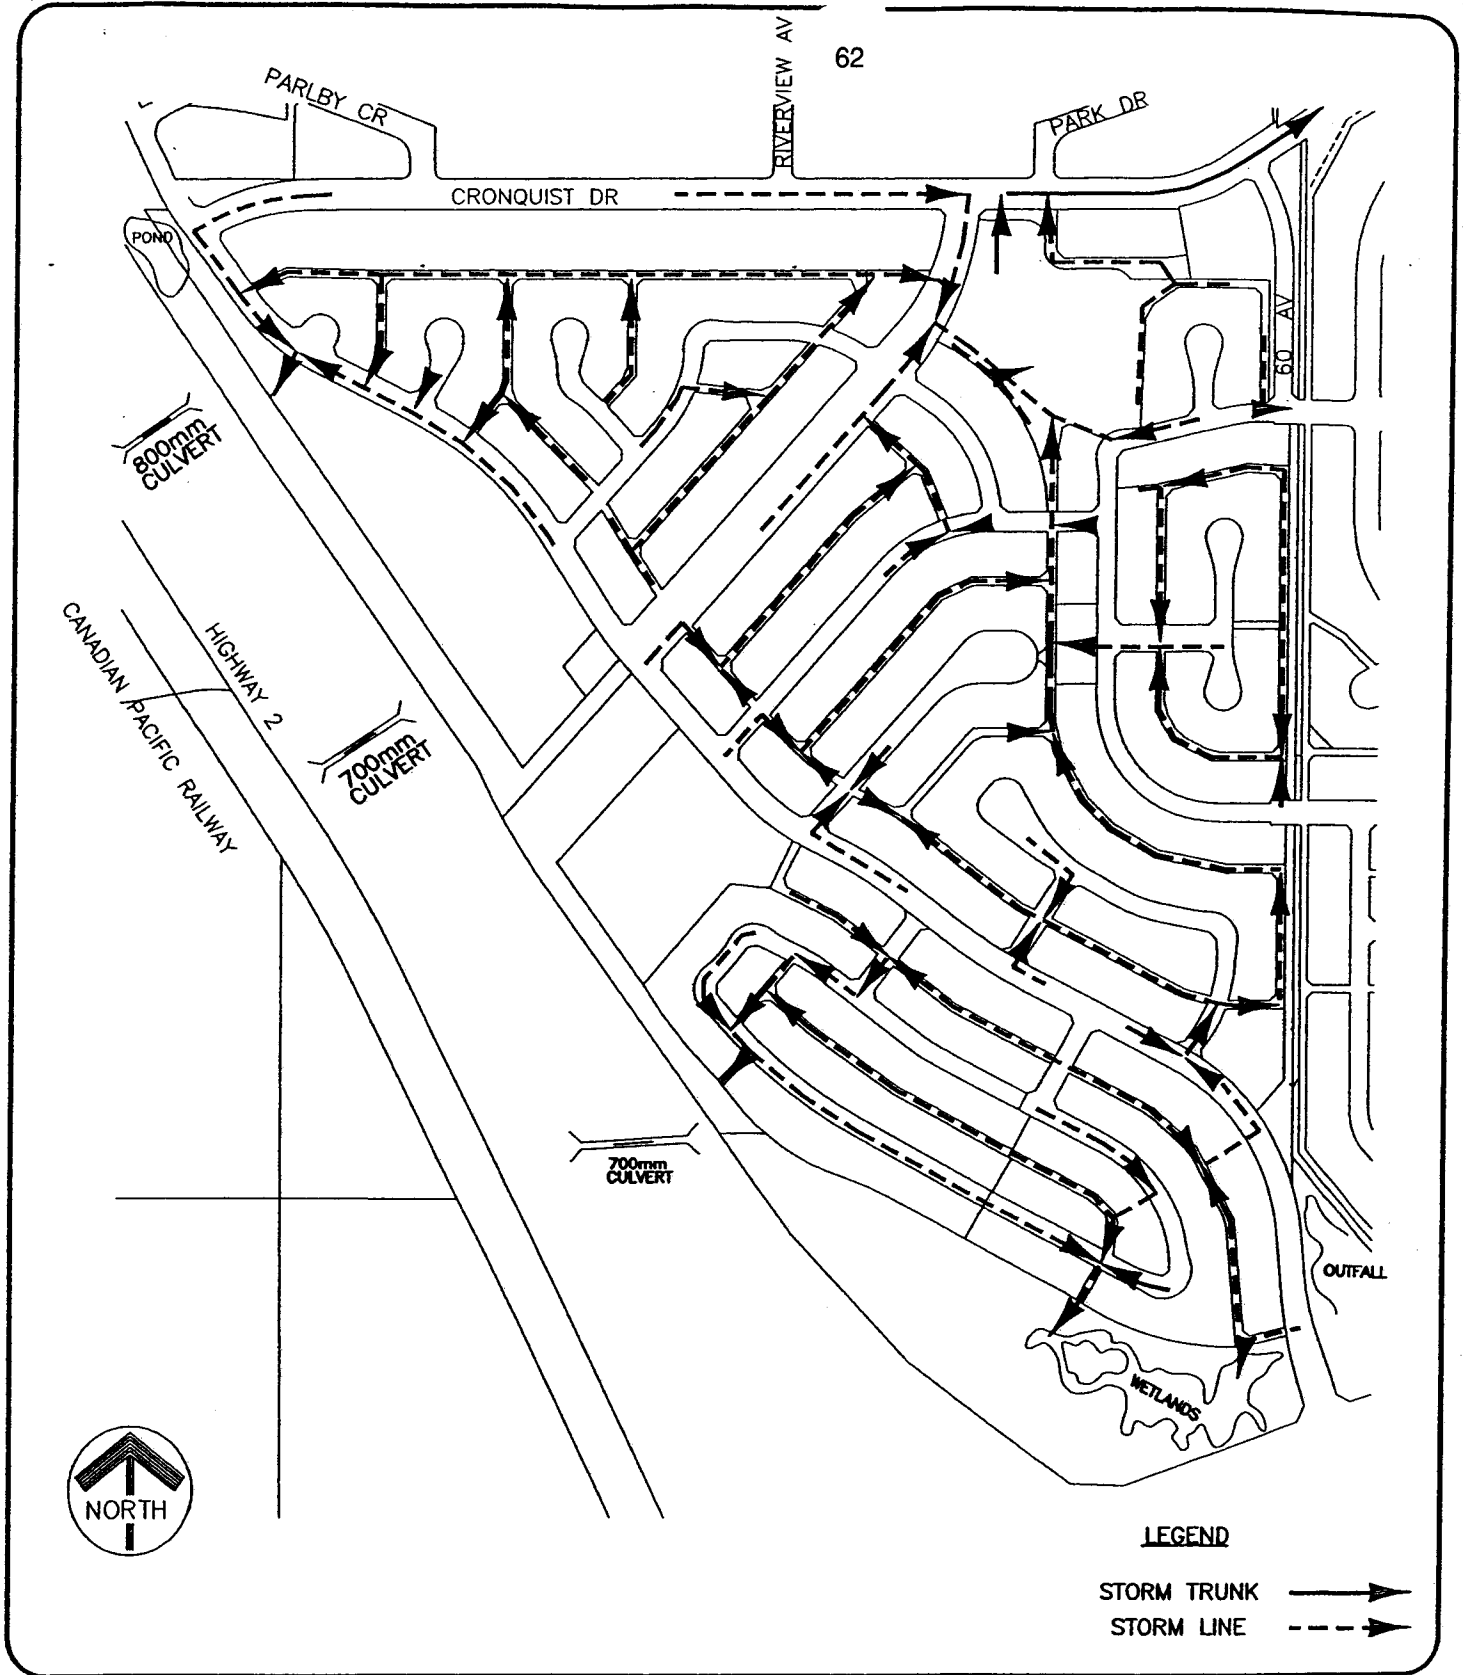 62
PARLBY CR
RIVERVIEW AV
PARK DR
CRONQUIST DR
POND
60 AV
800mm
CULVERT
CANADIAN PACIFIC RAILWAY
HIGHWAY 2
700mm
CULVERT
700mm
CULVERT
OUTFALL
WETLANDS
NORTH
LEGEND
STORM TRUNK
STORM LINE